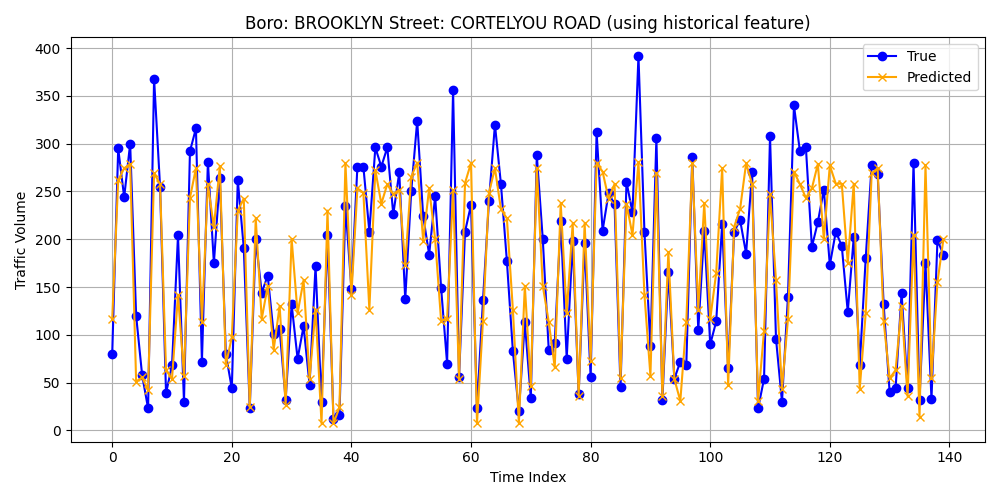 Boro: BROOKLYN Street: CORTELYOU ROAD (using historical feature)
True
Predicted
Traffic Volume
400
350
300
250
200
150
100
50
0
0 20 40 60 80 100 120 140
Time Index